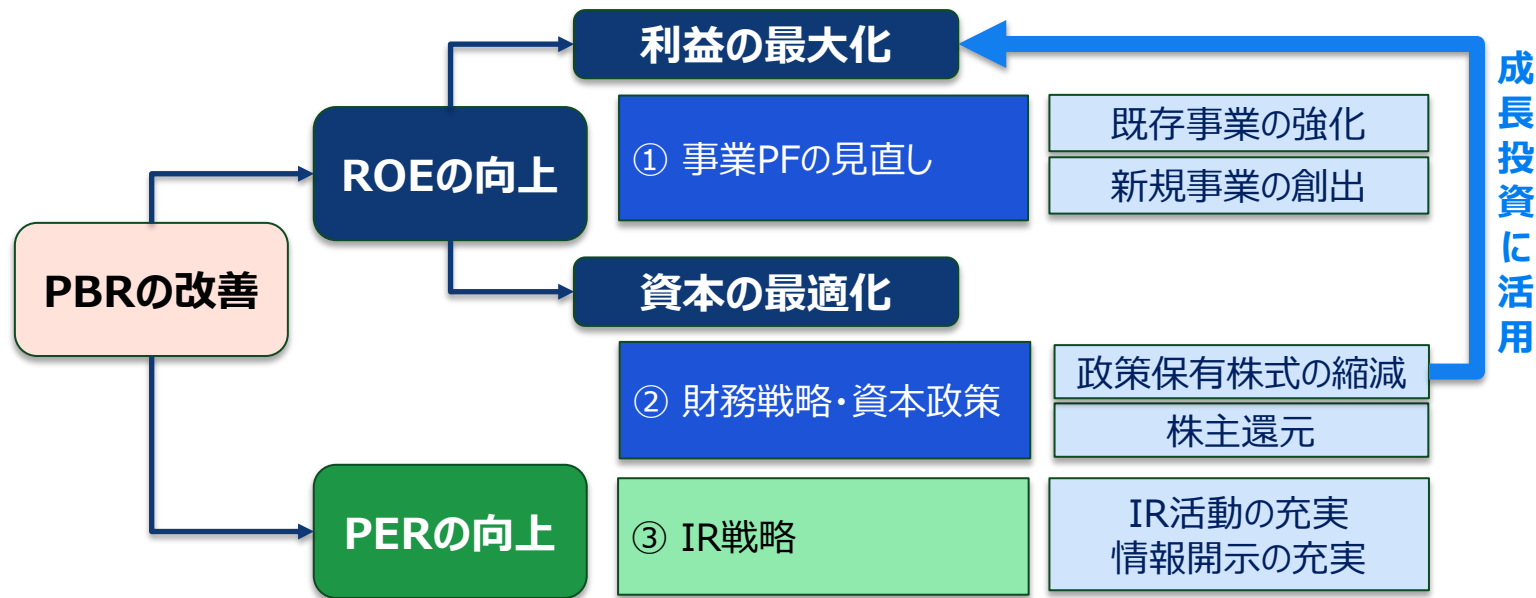 利益の最大化
① 事業PFの見直し
既存事業の強化
新規事業の創出
ROEの向上
PBRの改善
資本の最適化
② 財務戦略・資本政策
政策保有株式の縮減
株主還元
PERの向上
③ IR戦略
IR活動の充実
情報開示の充実
成長投資に活用